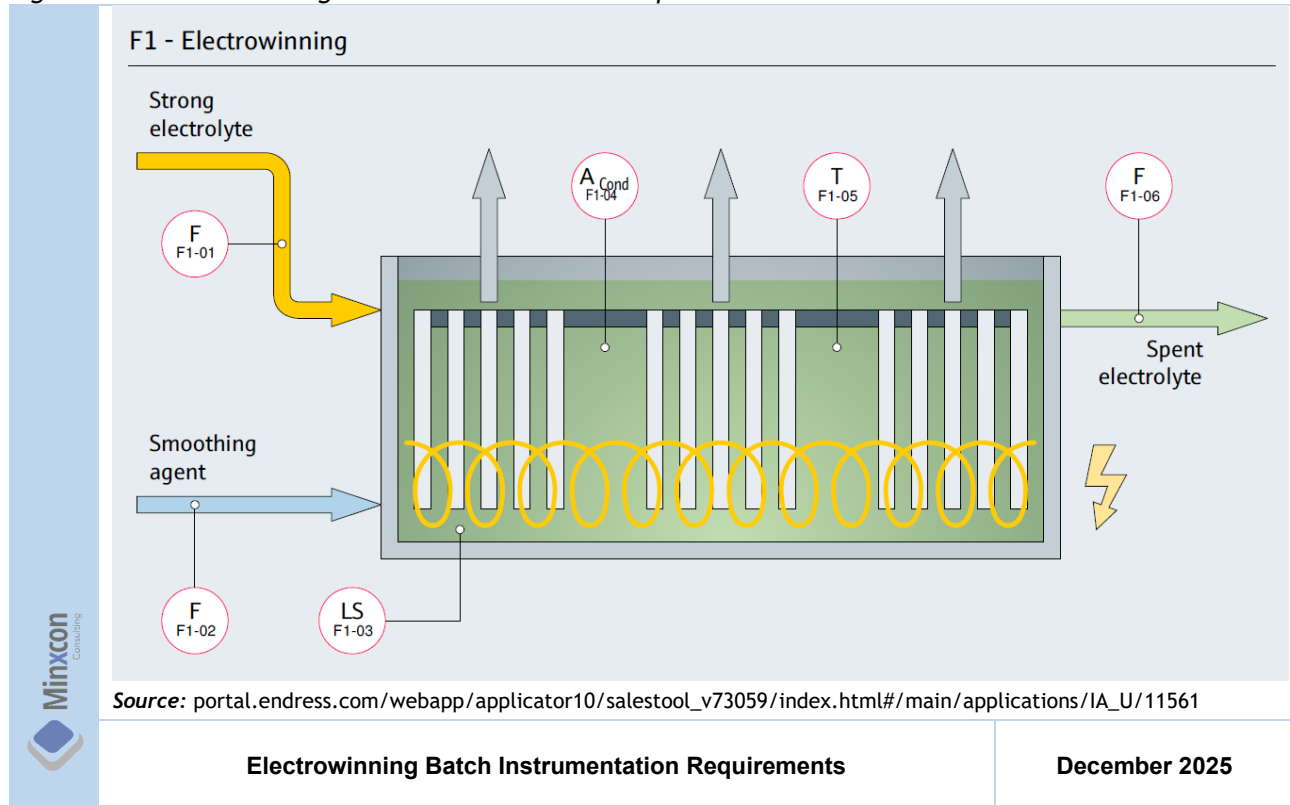 F1 - Electrowinning
Strong
electrolyte
A Cond
F1-04
T
F1-05
F
F1-06
F
F1-01
Spent
electrolyte
Smoothing
agent
F
F1-02
LS
F1-03
Minxcon
Consulting
Source: portal.endress.com/webapp/applicator10/salestool_v73059/index.html#/main/applications/IA_U/11561
Electrowinning Batch Instrumentation Requirements
December 2025